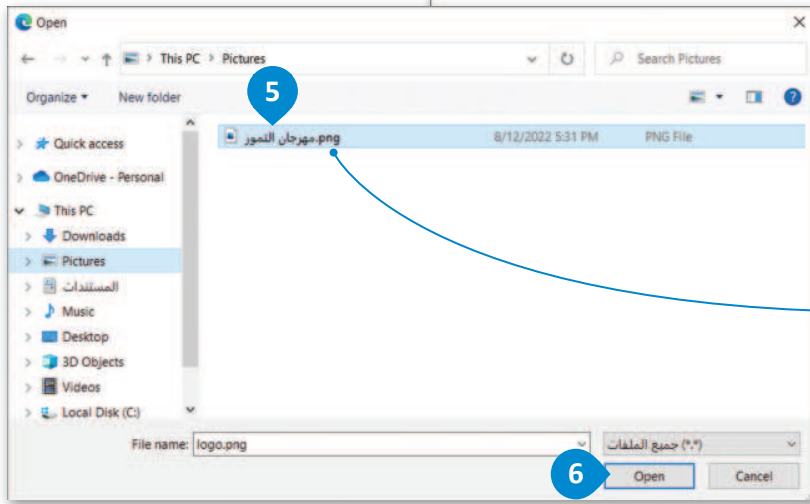 Open
This PC > Pictures
Search Pictures
Organize
New folder
5
مهرجان التمور.png
8/12/2022 5:31 PM
PNG File
Quick access
OneDrive - Personal
This PC
Downloads
Pictures
المستندات
Music
Desktop
3D Objects
Videos
Local Disk (C:)
File name: logo.png
جميع الملفات (*.*)
6
Open
Cancel